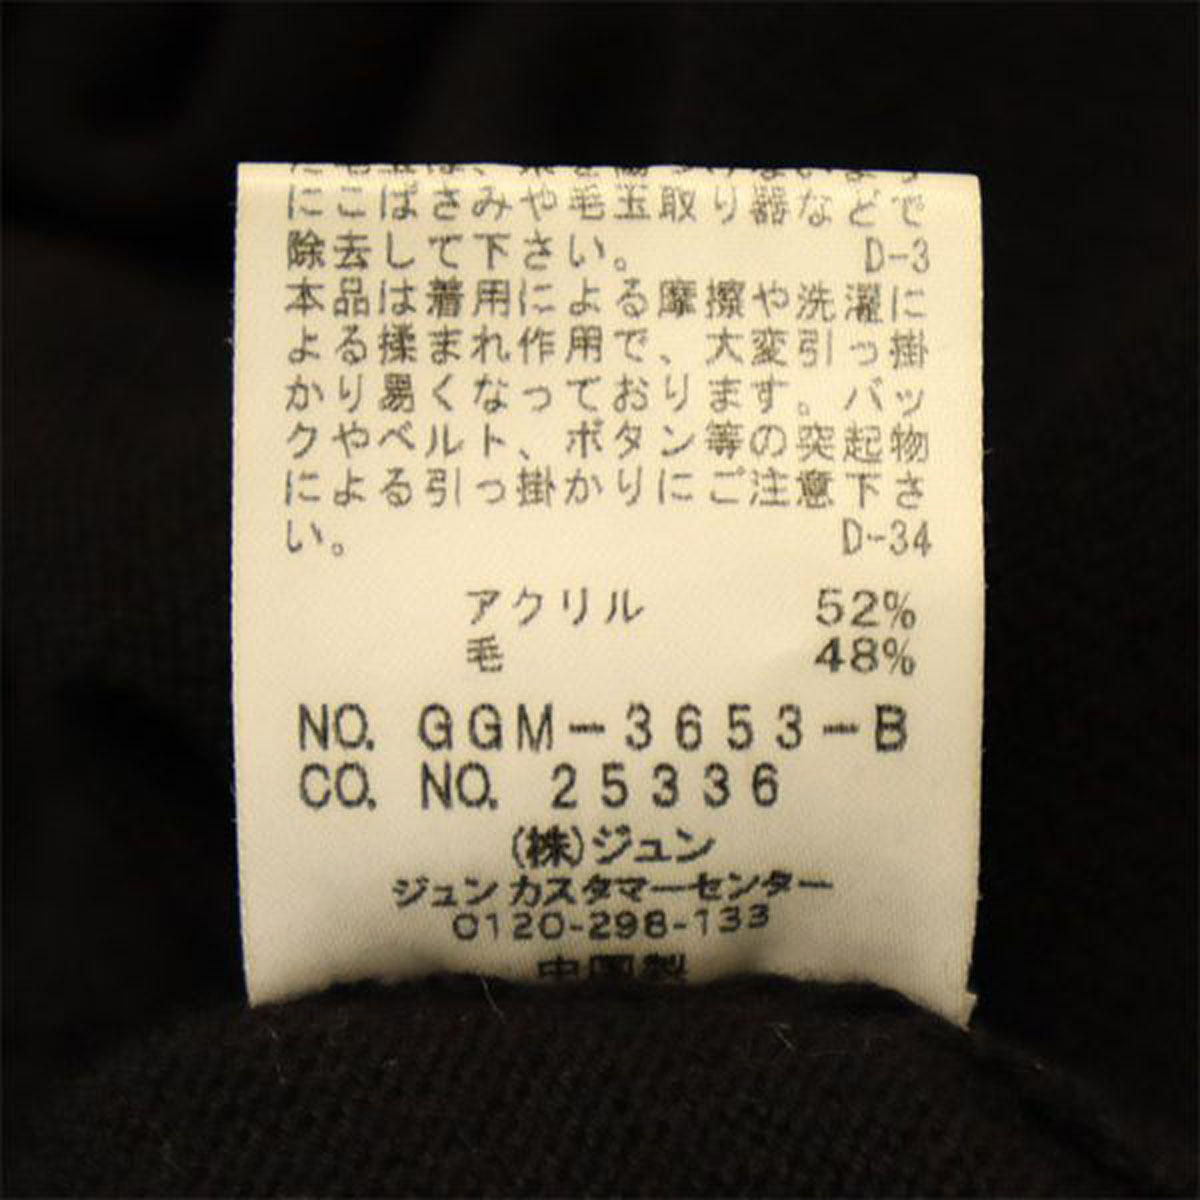 にこばさみや毛玉取り器などで
除去して下さい。 D-3
本品は着用による摩擦や洗濯に
よる揉まれ作用で、大変引っ掛
かり易くなっております。バッ
クやベルト、ボタン等の突起物
による引っ掛かりにご注意下さ
い。 D-34
アクリル 52%
毛 48%
NO. GGM-3653-B
CO. NO. 25336
(株)ジュン
ジュンカスタマーセンター
0120-298-133
中国製